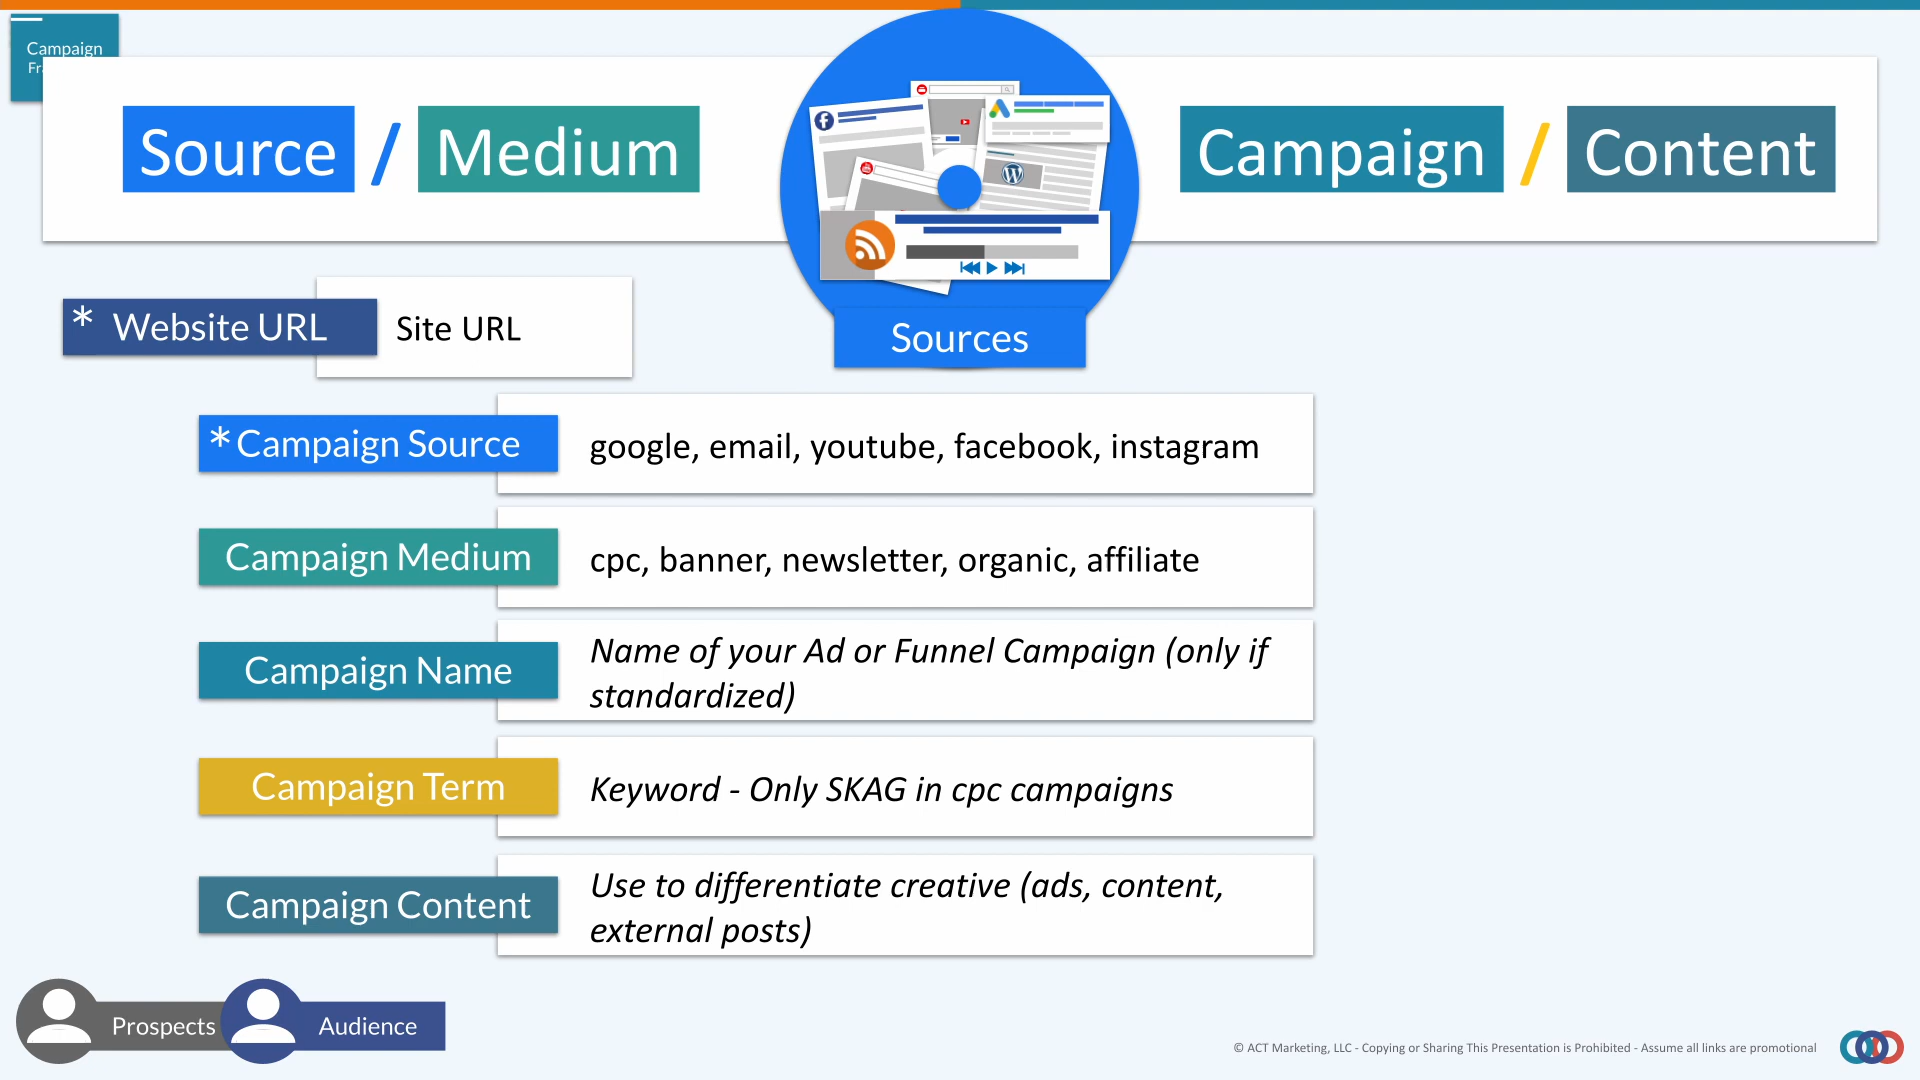 Campaign
Source / Medium
Campaign / Content
* Website URL
Site URL
Sources
* Campaign Source
google, email, youtube, facebook, instagram
Campaign Medium
cpc, banner, newsletter, organic, affiliate
Campaign Name
Name of your Ad or Funnel Campaign (only if
standardized)
Campaign Term
Keyword - Only SKAG in cpc campaigns
Campaign Content
Use to differentiate creative (ads, content,
external posts)
Prospects
Audience
© ACT Marketing, LLC - Copying or Sharing This Presentation is Prohibited - Assume all links are promotional